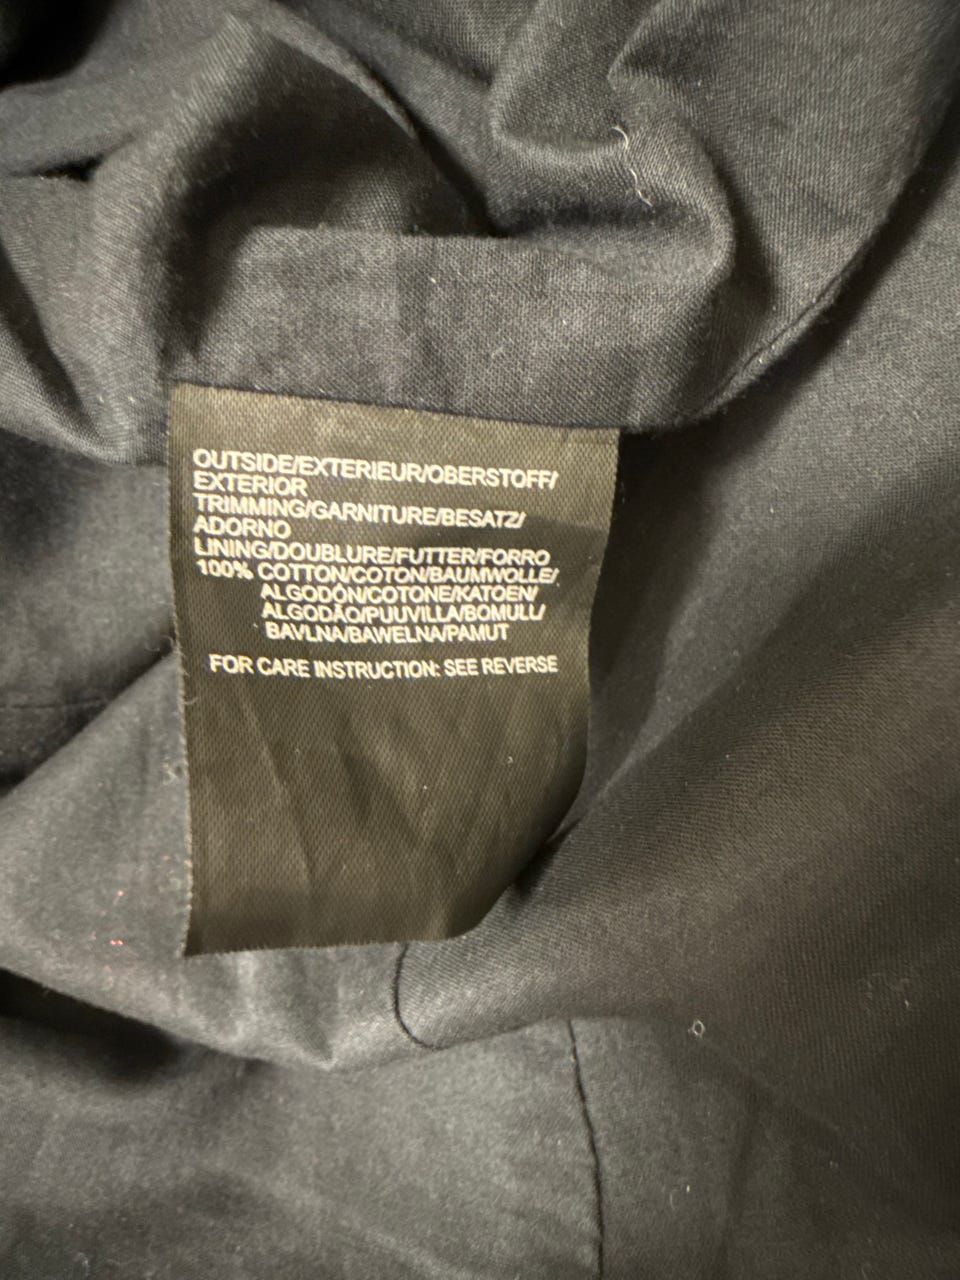 OUTSIDE/EXTERIEUR/OBERSTOFF/
EXTERIOR
TRIMMING/GARNITURE/BESATZ/
ADORNO
LINING/DOUBLURE/FUTTER/FORRO
100% COTTON/COTON/BAUMWOLLE/
ALGODÓN/COTONE/KATOEN/
ALGODÃO/PUUVILLA/BOMULL/
BAVLNA/BAWELNA/PAMUT
FOR CARE INSTRUCTION: SEE REVERSE